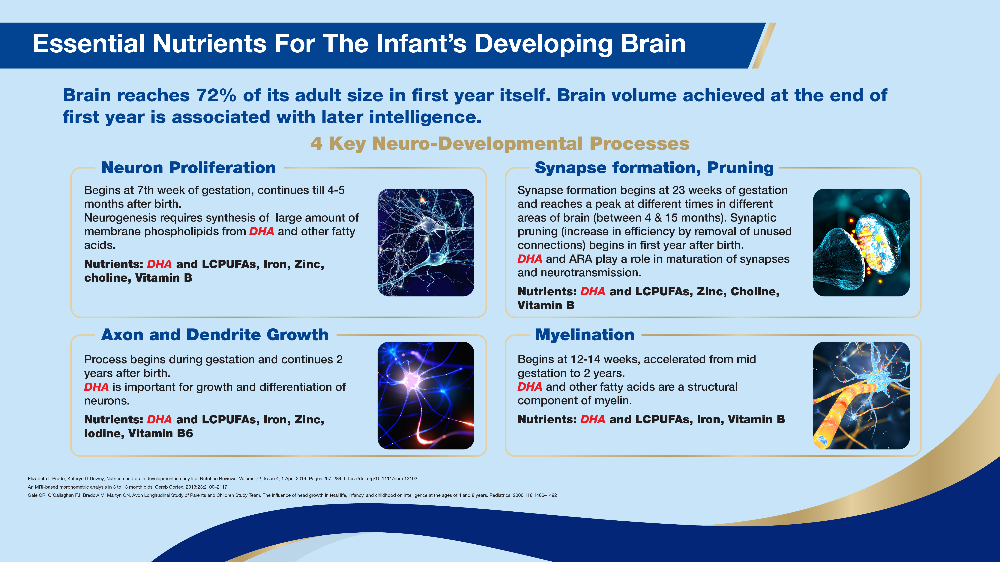 Essential Nutrients For The Infant’s Developing Brain
Brain reaches 72% of its adult size in first year itself. Brain volume achieved at the end of
first year is associated with later intelligence.
4 Key Neuro-Developmental Processes
Neuron Proliferation
Begins at 7th week of gestation, continues till 4-5
months after birth.
Neurogenesis requires synthesis of large amount of
membrane phospholipids from DHA and other fatty
acids.
Nutrients: DHA and LCPUFAs, Iron, Zinc,
choline, Vitamin B
Synapse formation, Pruning
Synapse formation begins at 23 weeks of gestation
and reaches a peak at different times in different
areas of brain (between 4 & 15 months). Synaptic
pruning (increase in efficiency by removal of unused
connections) begins in first year after birth.
DHA and ARA play a role in maturation of synapses
and neurotransmission.
Nutrients: DHA and LCPUFAs, Zinc, Choline,
Vitamin B
Axon and Dendrite Growth
Process begins during gestation and continues 2
years after birth.
DHA is important for growth and differentiation of
neurons.
Nutrients: DHA and LCPUFAs, Iron, Zinc,
Iodine, Vitamin B6
Myelination
Begins at 12-14 weeks, accelerated from mid
gestation to 2 years.
DHA and other fatty acids are a structural
component of myelin.
Nutrients: DHA and LCPUFAs, Iron, Vitamin B
Elizabeth L Prado, Kathryn G Dewey, Nutrition and brain development in early life, Nutrition Reviews, Volume 72, Issue 4, 1 April 2014, Pages 267–284, https://doi.org/10.1111/nure.12102
An MRI-based morphometric analysis in 3 to 13 month olds. Cereb Cortex. 2013;23:2100–2117.
Gale CR, O’Callaghan FJ, Bredow M, Martyn CN, Avon Longitudinal Study of Parents and Children Study Team. The influence of head growth in fetal life, infancy, and childhood on intelligence at the ages of 4 and 8 years. Pediatrics. 2006;118:1486–1492